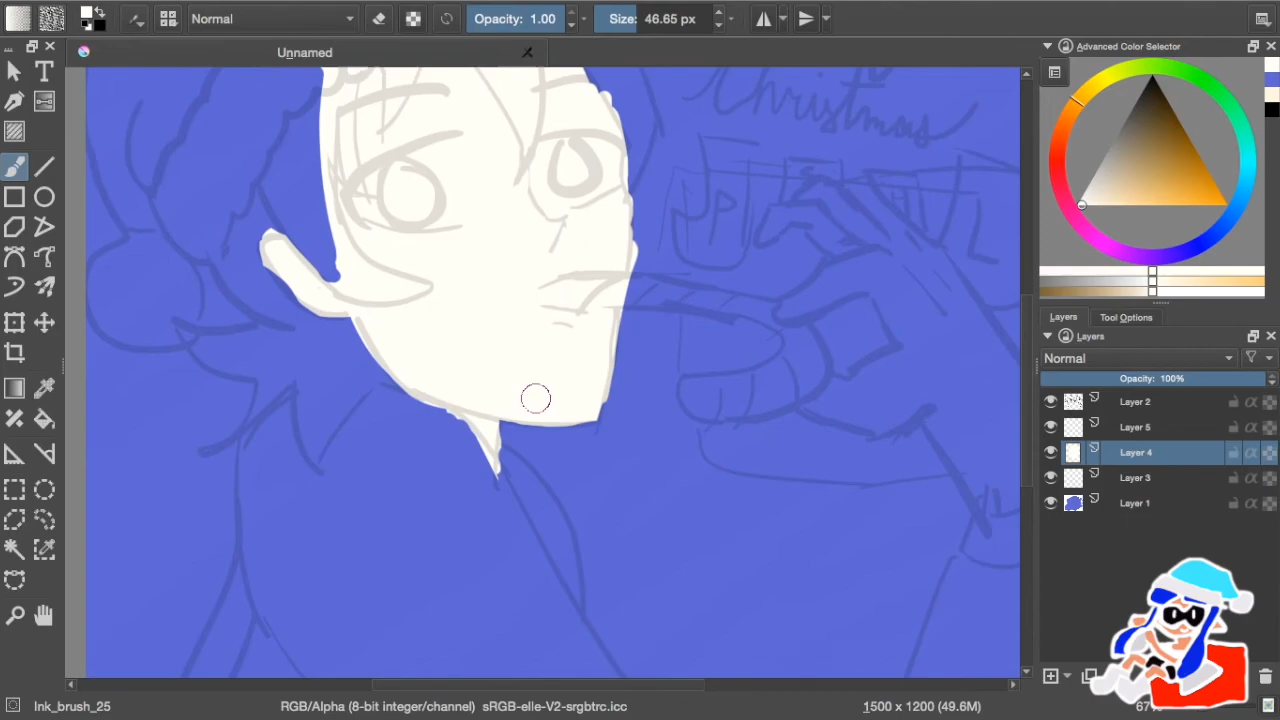 Normal
Opacity: 1.00
Size: 46.65 px
Unnamed
Advanced Color Selector
Christmas
Layers
Tool Options
Layers
Normal
Opacity: 100%
Layer 2
Layer 5
Layer 4
Layer 3
Layer 1
Ink_brush_25
RGB/Alpha (8-bit integer/channel) sRGB-elle-V2-srgbtrc.icc
1500 x 1200 (49.6M)